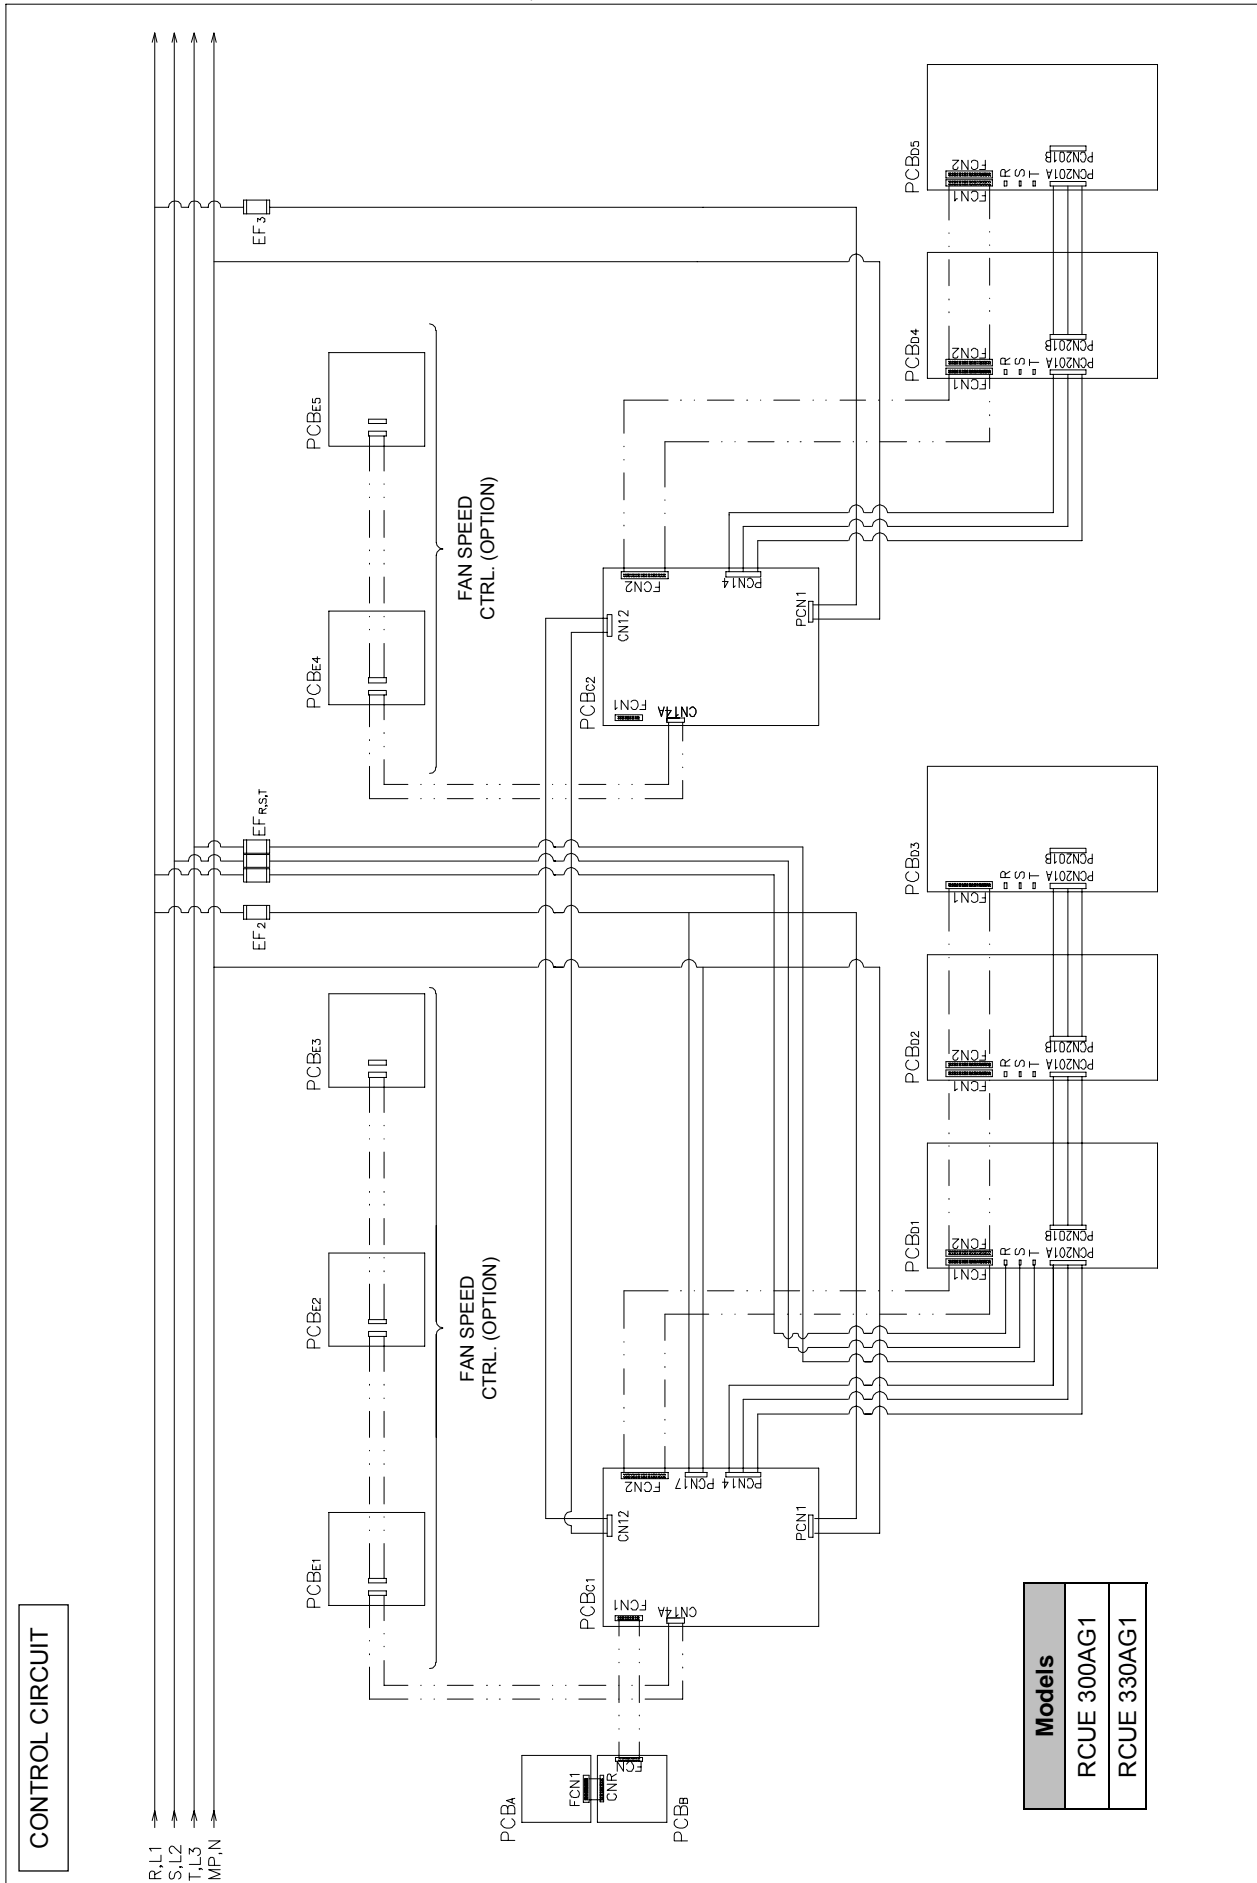 CONTROL CIRCUIT
R,L1
S,L2
T,L3
MP,N
EF2
EFR,S,T
EF3
PCBE1
PCBE2
PCBE3
FAN SPEED
CTRL. (OPTION)
PCBE4
PCBE5
FAN SPEED
CTRL. (OPTION)
PCBA
FCN1
CNR
PCBB
FCN
PCBC1
FCN1
CN14A
CN12
FCN2
PCN17
PCN14
PCN1
PCBC2
FCN1
CN14A
CN12
FCN2
PCN14
PCN1
PCBD1
FCN1
FCN2
R
S
T
PCN201A
PCN201B
PCBD2
FCN1
FCN2
R
S
T
PCN201A
PCN201B
PCBD3
FCN1
R
S
T
PCN201A
PCN201B
PCBD4
FCN1
FCN2
R
S
T
PCN201A
PCN201B
PCBD5
FCN1
FCN2
R
S
T
PCN201A
PCN201B
Models
RCUE 300AG1
RCUE 330AG1